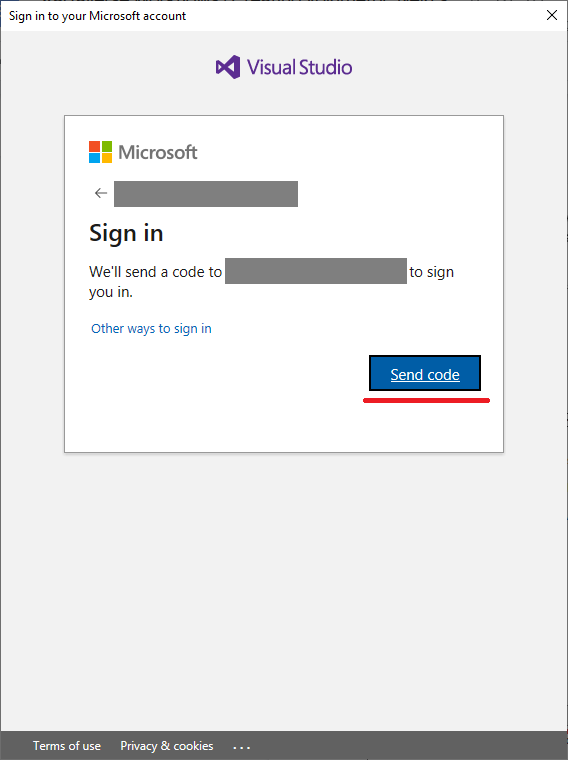 Sign in to your Microsoft account
Visual Studio
Microsoft
Sign in
We'll send a code to to sign
you in.
Other ways to sign in
Send code
Terms of use Privacy & cookies ...